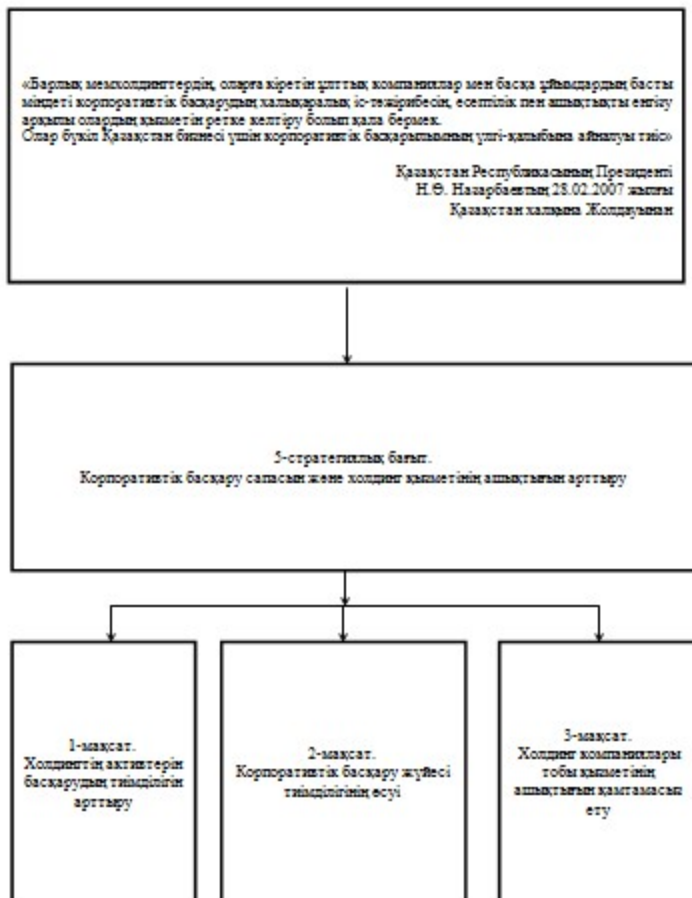 «Барлық мемхолдингтердің, оларға кіретін ұлттық компаниялар мен басқа ұйымдардың басты
міндеті корпоративтік басқарудың халықаралық іс-тәжірибесін, есептілік пен ашықтықты енгізу
арқылы олардың қызметін ретке келтіру болып қала бермек.
Олар бүкіл Қазақстан бизнесі үшін корпоративтік басқарылымның үлгі-қалыбына айналуы тиіс»
Қазақстан Республикасының Президенті
Н.Ә. Назарбаевтың 28.02.2007 жылғы
Қазақстан халқына Жолдауынан
5-стратегиялық бағыт.
Корпоративтік басқару сапасын және холдинг қызметінің ашықтығын арттыру
1-мақсат.
Холдингтің активтерін
басқарудың тиімділігін
арттыру
2-мақсат.
Корпоративтік басқару жүйесі
тиімділігінің өсуі
3-мақсат.
Холдинг компаниялары
тобы қызметінің
ашықтығын қамтамасыз
ету